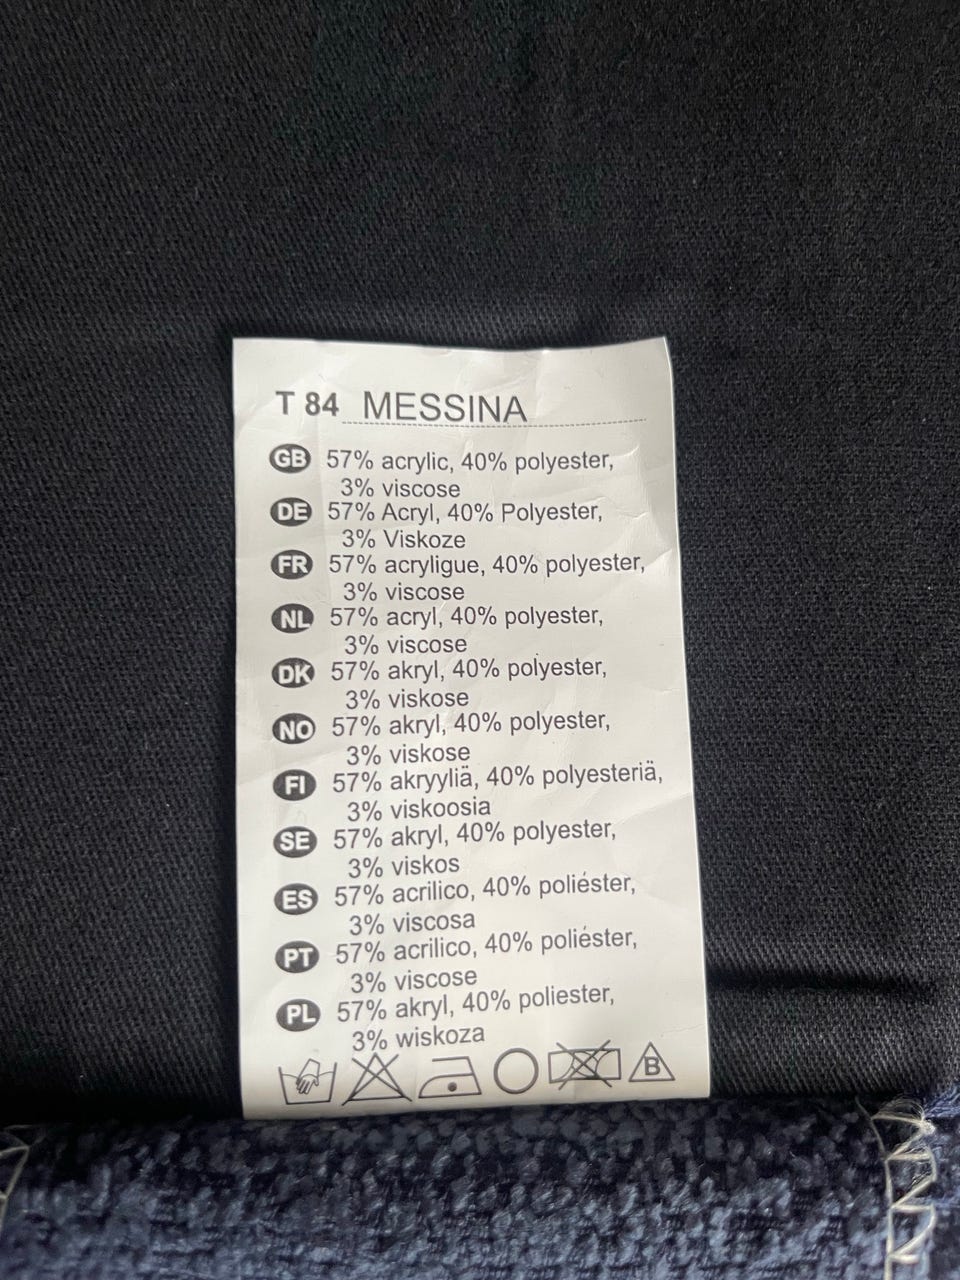 T 84 MESSINA
GB 57% acrylic, 40% polyester,
3% viscose
DE 57% Acryl, 40% Polyester,
3% Viskoze
FR 57% acryligue, 40% polyester,
3% viscose
NL 57% acryl, 40% polyester,
3% viscose
DK 57% akryl, 40% polyester,
3% viskose
NO 57% akryl, 40% polyester,
3% viskose
FI 57% akryyliä, 40% polyesteriä,
3% viskoosia
SE 57% akryl, 40% polyester,
3% viskos
ES 57% acrilico, 40% poliéster,
3% viscosa
PT 57% acrilico, 40% poliéster,
3% viscose
PL 57% akryl, 40% poliester,
3% wiskoza
B